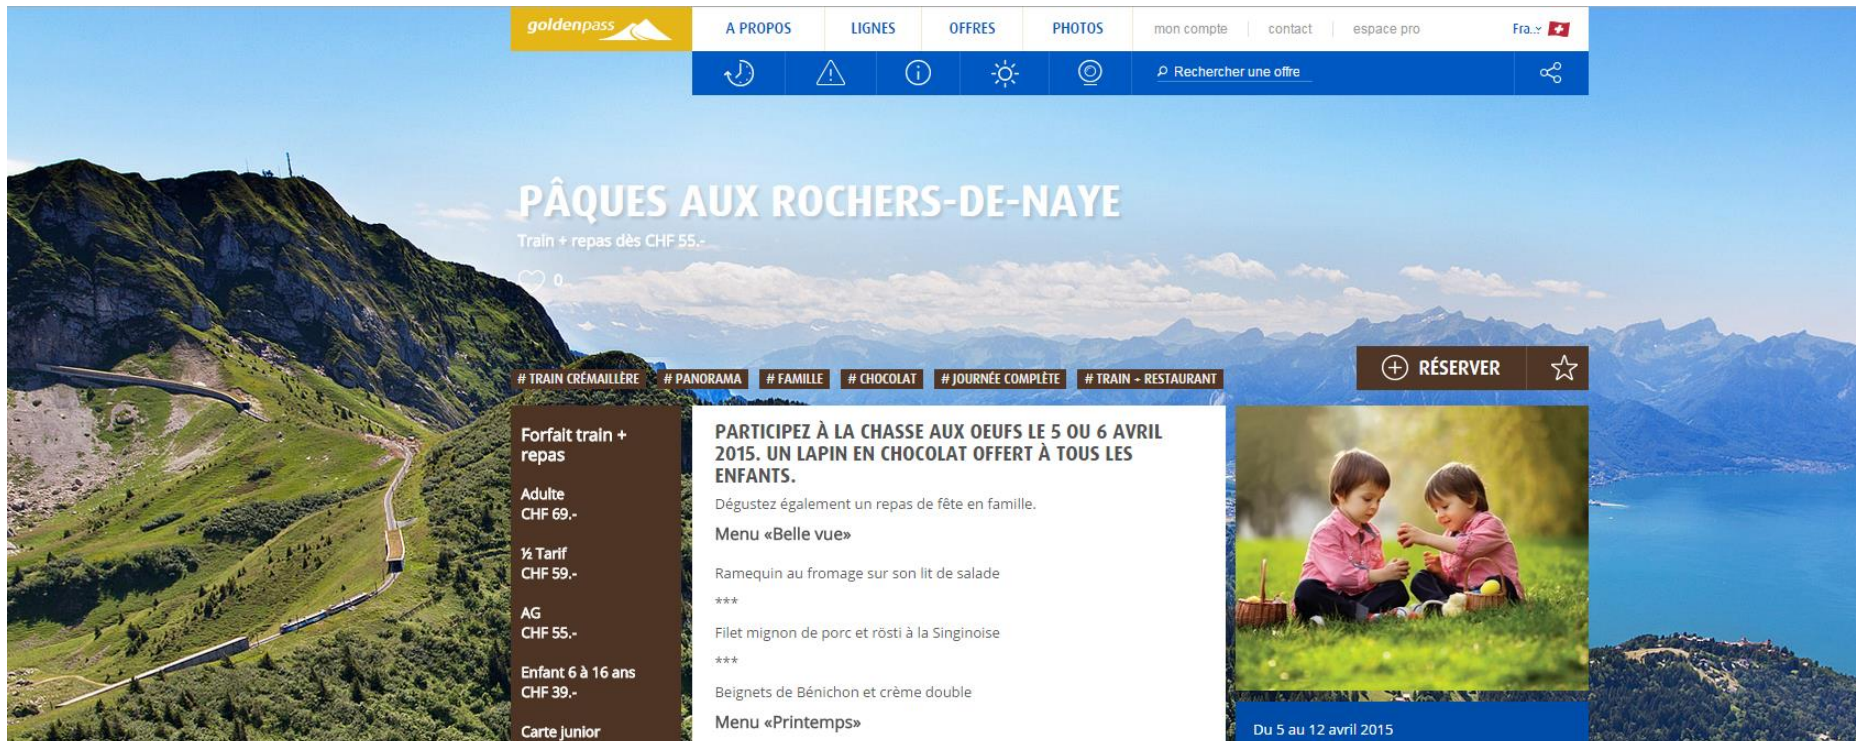 goldenpass
A PROPOS LIGNES OFFRES PHOTOS mon compte contact espace pro Fra..
Rechercher une offre
PÂQUES AUX ROCHERS-DE-NAYE
Train + repas dès CHF 55.-
0
# TRAIN CRÉMAILLÈRE # PANORAMA # FAMILLE # CHOCOLAT # JOURNÉE COMPLÈTE # TRAIN + RESTAURANT
RÉSERVER
Forfait train +
repas
Adulte
CHF 69.-
½ Tarif
CHF 59.-
AG
CHF 55.-
Enfant 6 à 16 ans
CHF 39.-
Carte junior
PARTICIPEZ À LA CHASSE AUX OEUFS LE 5 OU 6 AVRIL
2015. UN LAPIN EN CHOCOLAT OFFERT À TOUS LES
ENFANTS.
Dégustez également un repas de fête en famille.
Menu «Belle vue»
Ramequin au fromage sur son lit de salade
***
Filet mignon de porc et rösti à la Singinoise
***
Beignets de Bénichon et crème double
Menu «Printemps»
Du 5 au 12 avril 2015